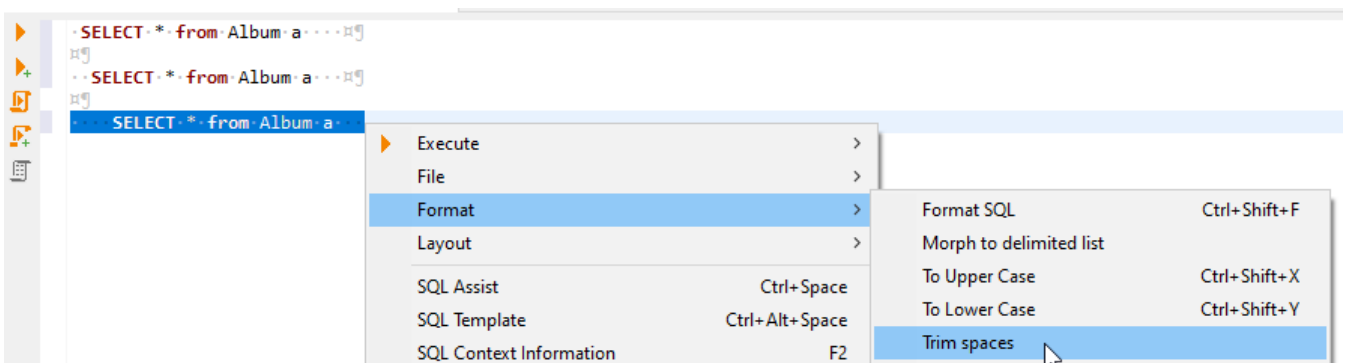 ·SELECT·*·from·Album·a····¤¶
¤¶
··SELECT·*·from·Album·a···¤¶
¤¶
····SELECT·*·from·Album·a···
Execute >
File >
Format >
Layout >
SQL Assist Ctrl+Space
SQL Template Ctrl+Alt+Space
SQL Context Information F2
Format SQL Ctrl+Shift+F
Morph to delimited list
To Upper Case Ctrl+Shift+X
To Lower Case Ctrl+Shift+Y
Trim spaces